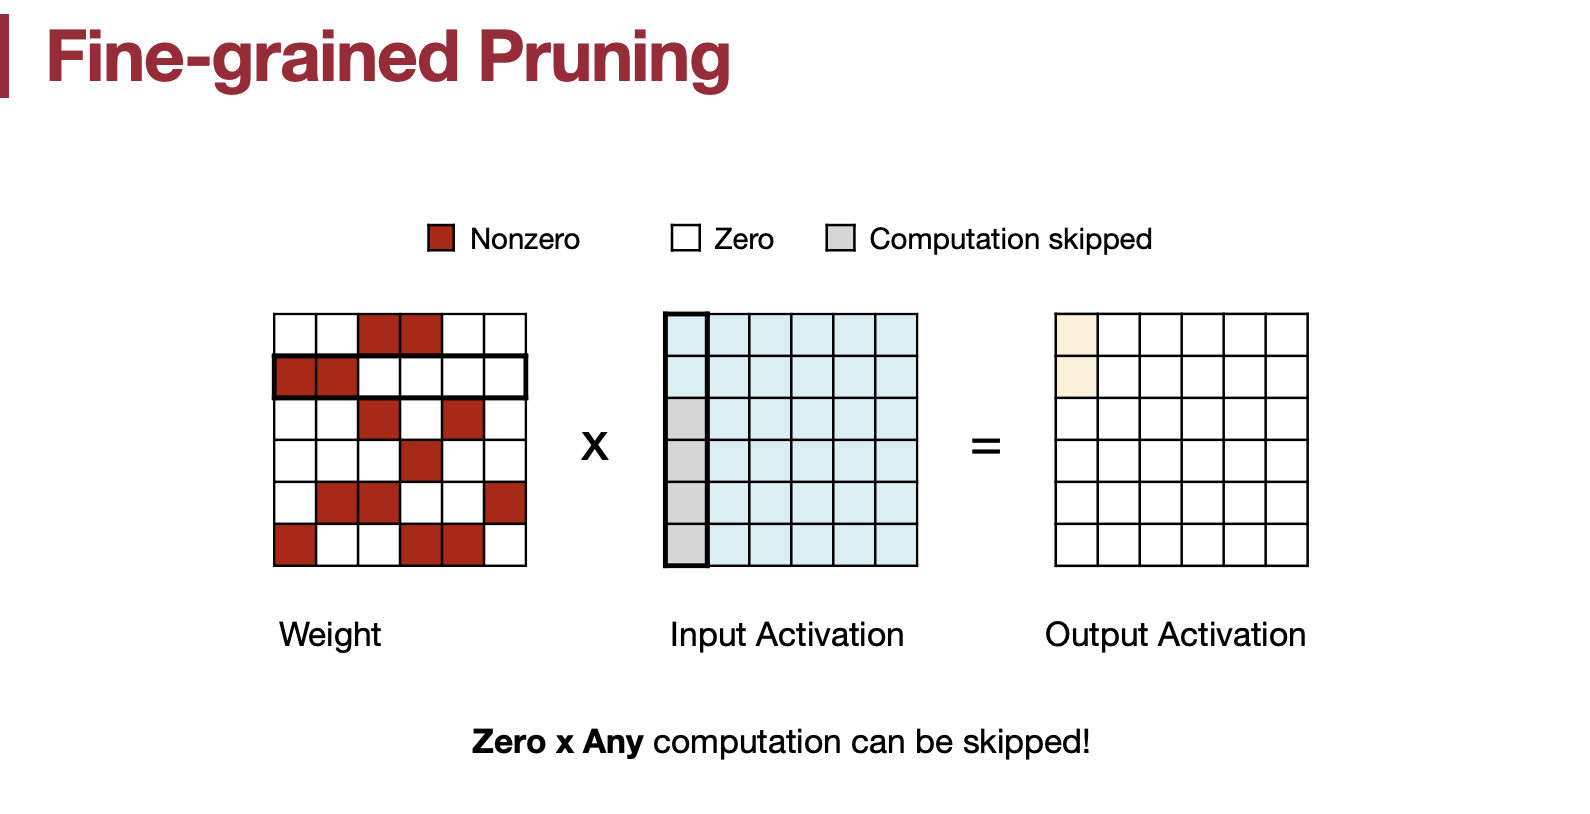 Fine-grained Pruning
Nonzero Zero Computation skipped
x =
Weight Input Activation Output Activation
Zero x Any computation can be skipped!